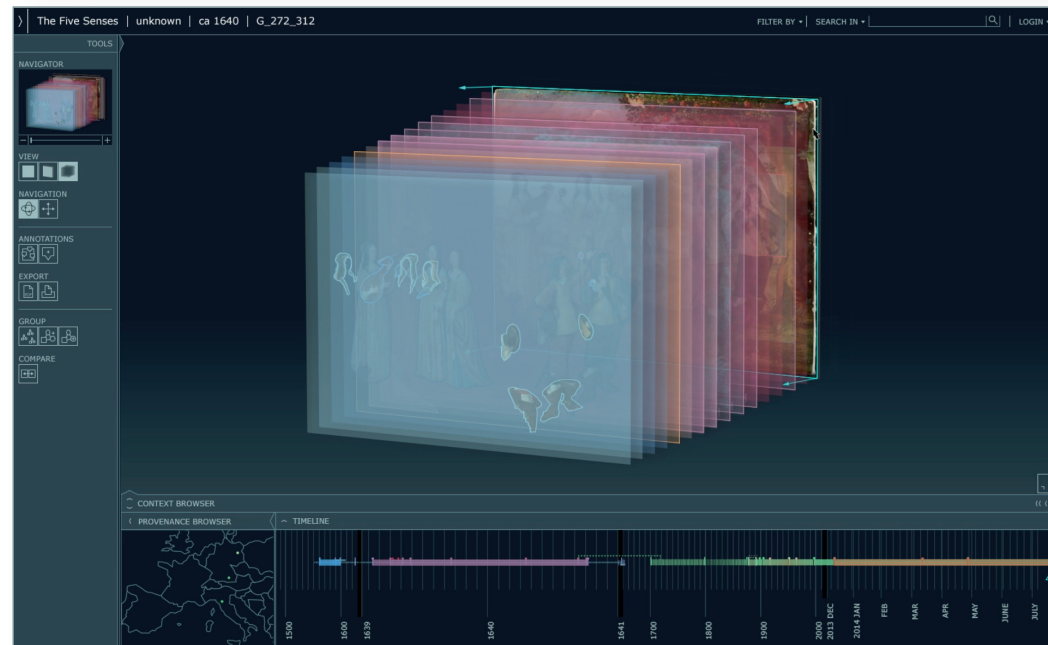 The Five Senses | unknown | ca 1640 | G_272_312
FILTER BY
SEARCH IN
LOGIN
TOOLS
NAVIGATOR
VIEW
NAVIGATION
ANNOTATIONS
EXPORT
GROUP
COMPARE
CONTEXT BROWSER
PROVENANCE BROWSER
TIMELINE
1500
1600
1639
1640
1641
1700
1800
1900
2000
2013 DEC
2014 JAN
FEB
MAR
APR
MAY
JUNE
JULY